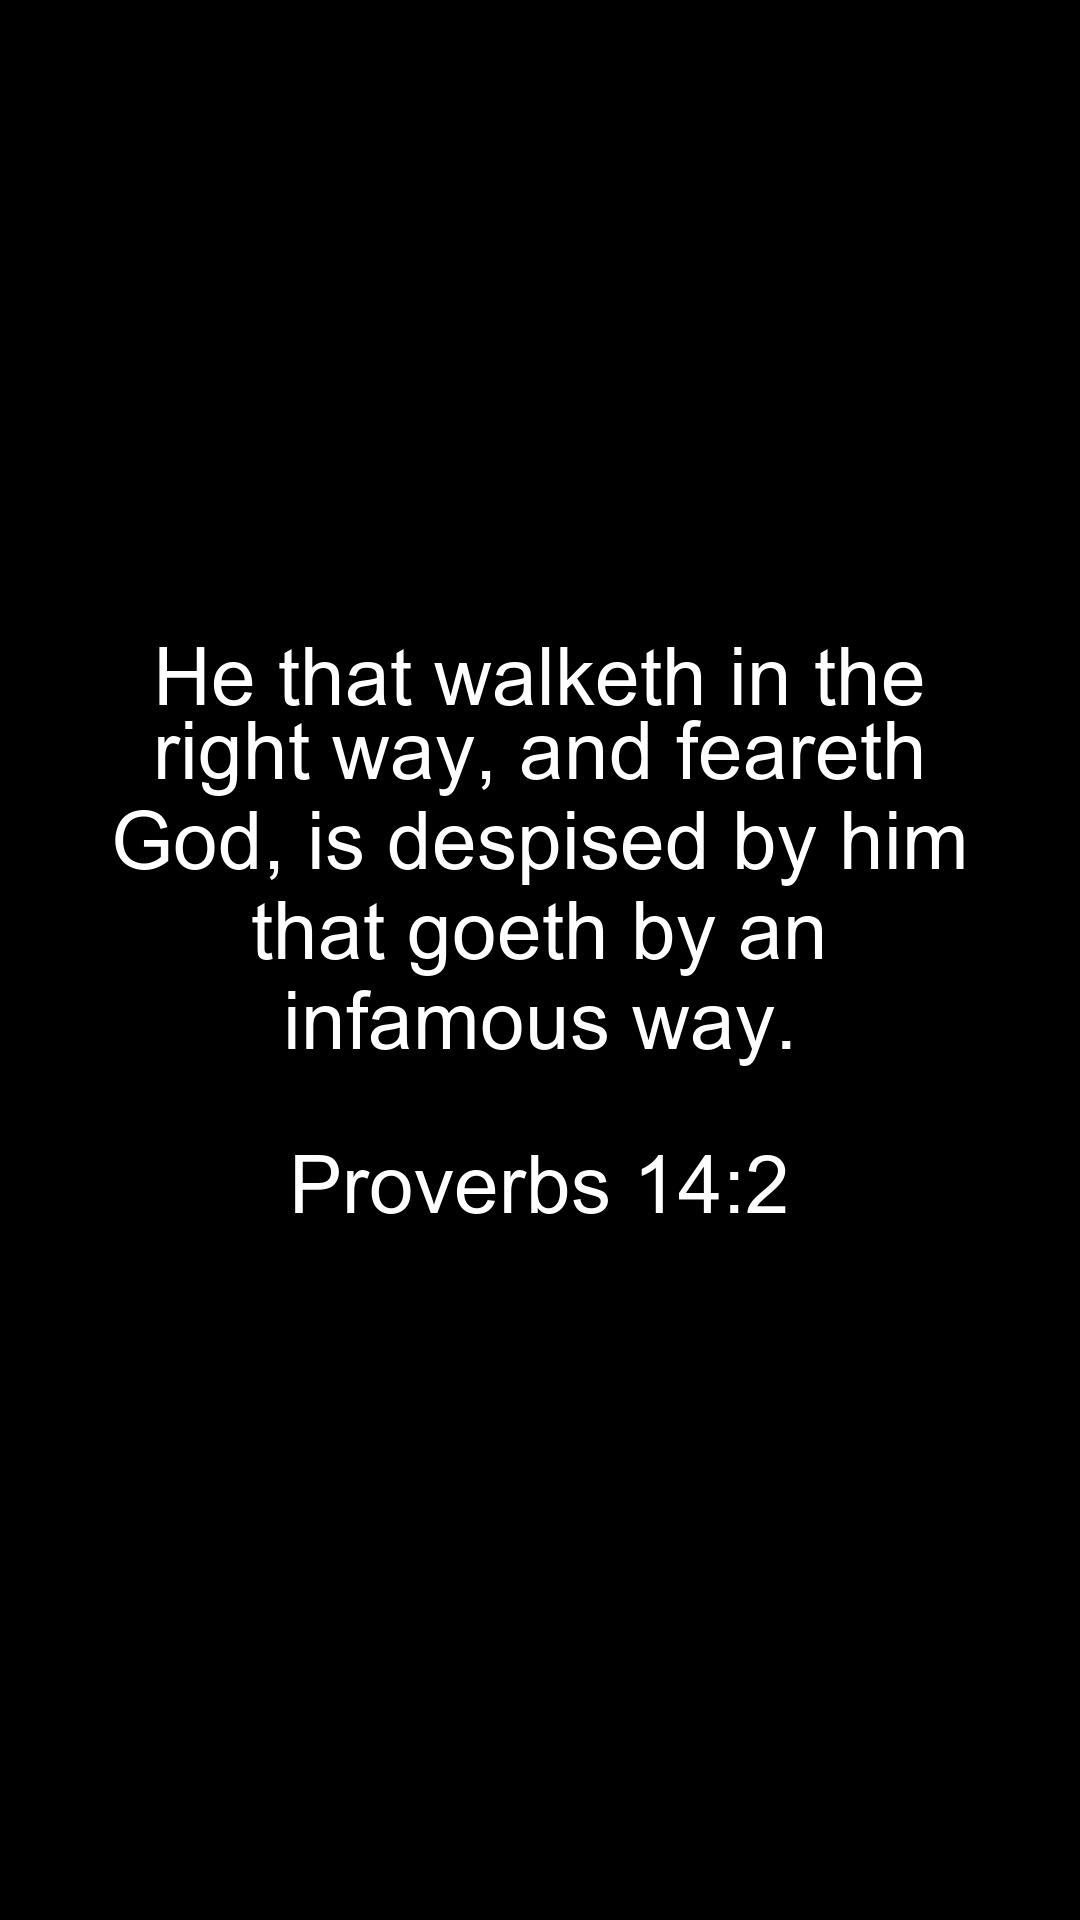 He that walketh in the
right way, and feareth
God, is despised by him
that goeth by an
infamous way.
Proverbs 14:2